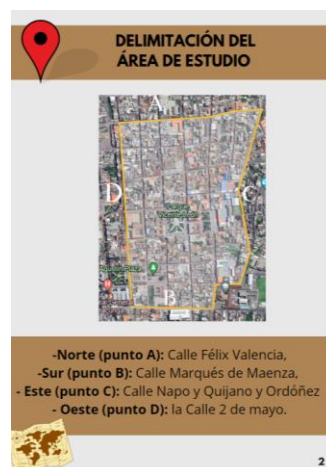 DELIMITACIÓN DEL
ÁREA DE ESTUDIO
A
D
C
B
-Norte (punto A): Calle Félix Valencia,
-Sur (punto B): Calle Marqués de Maenza,
- Este (punto C): Calle Napo y Quijano y Ordóñez
- Oeste (punto D): la Calle 2 de mayo.
2